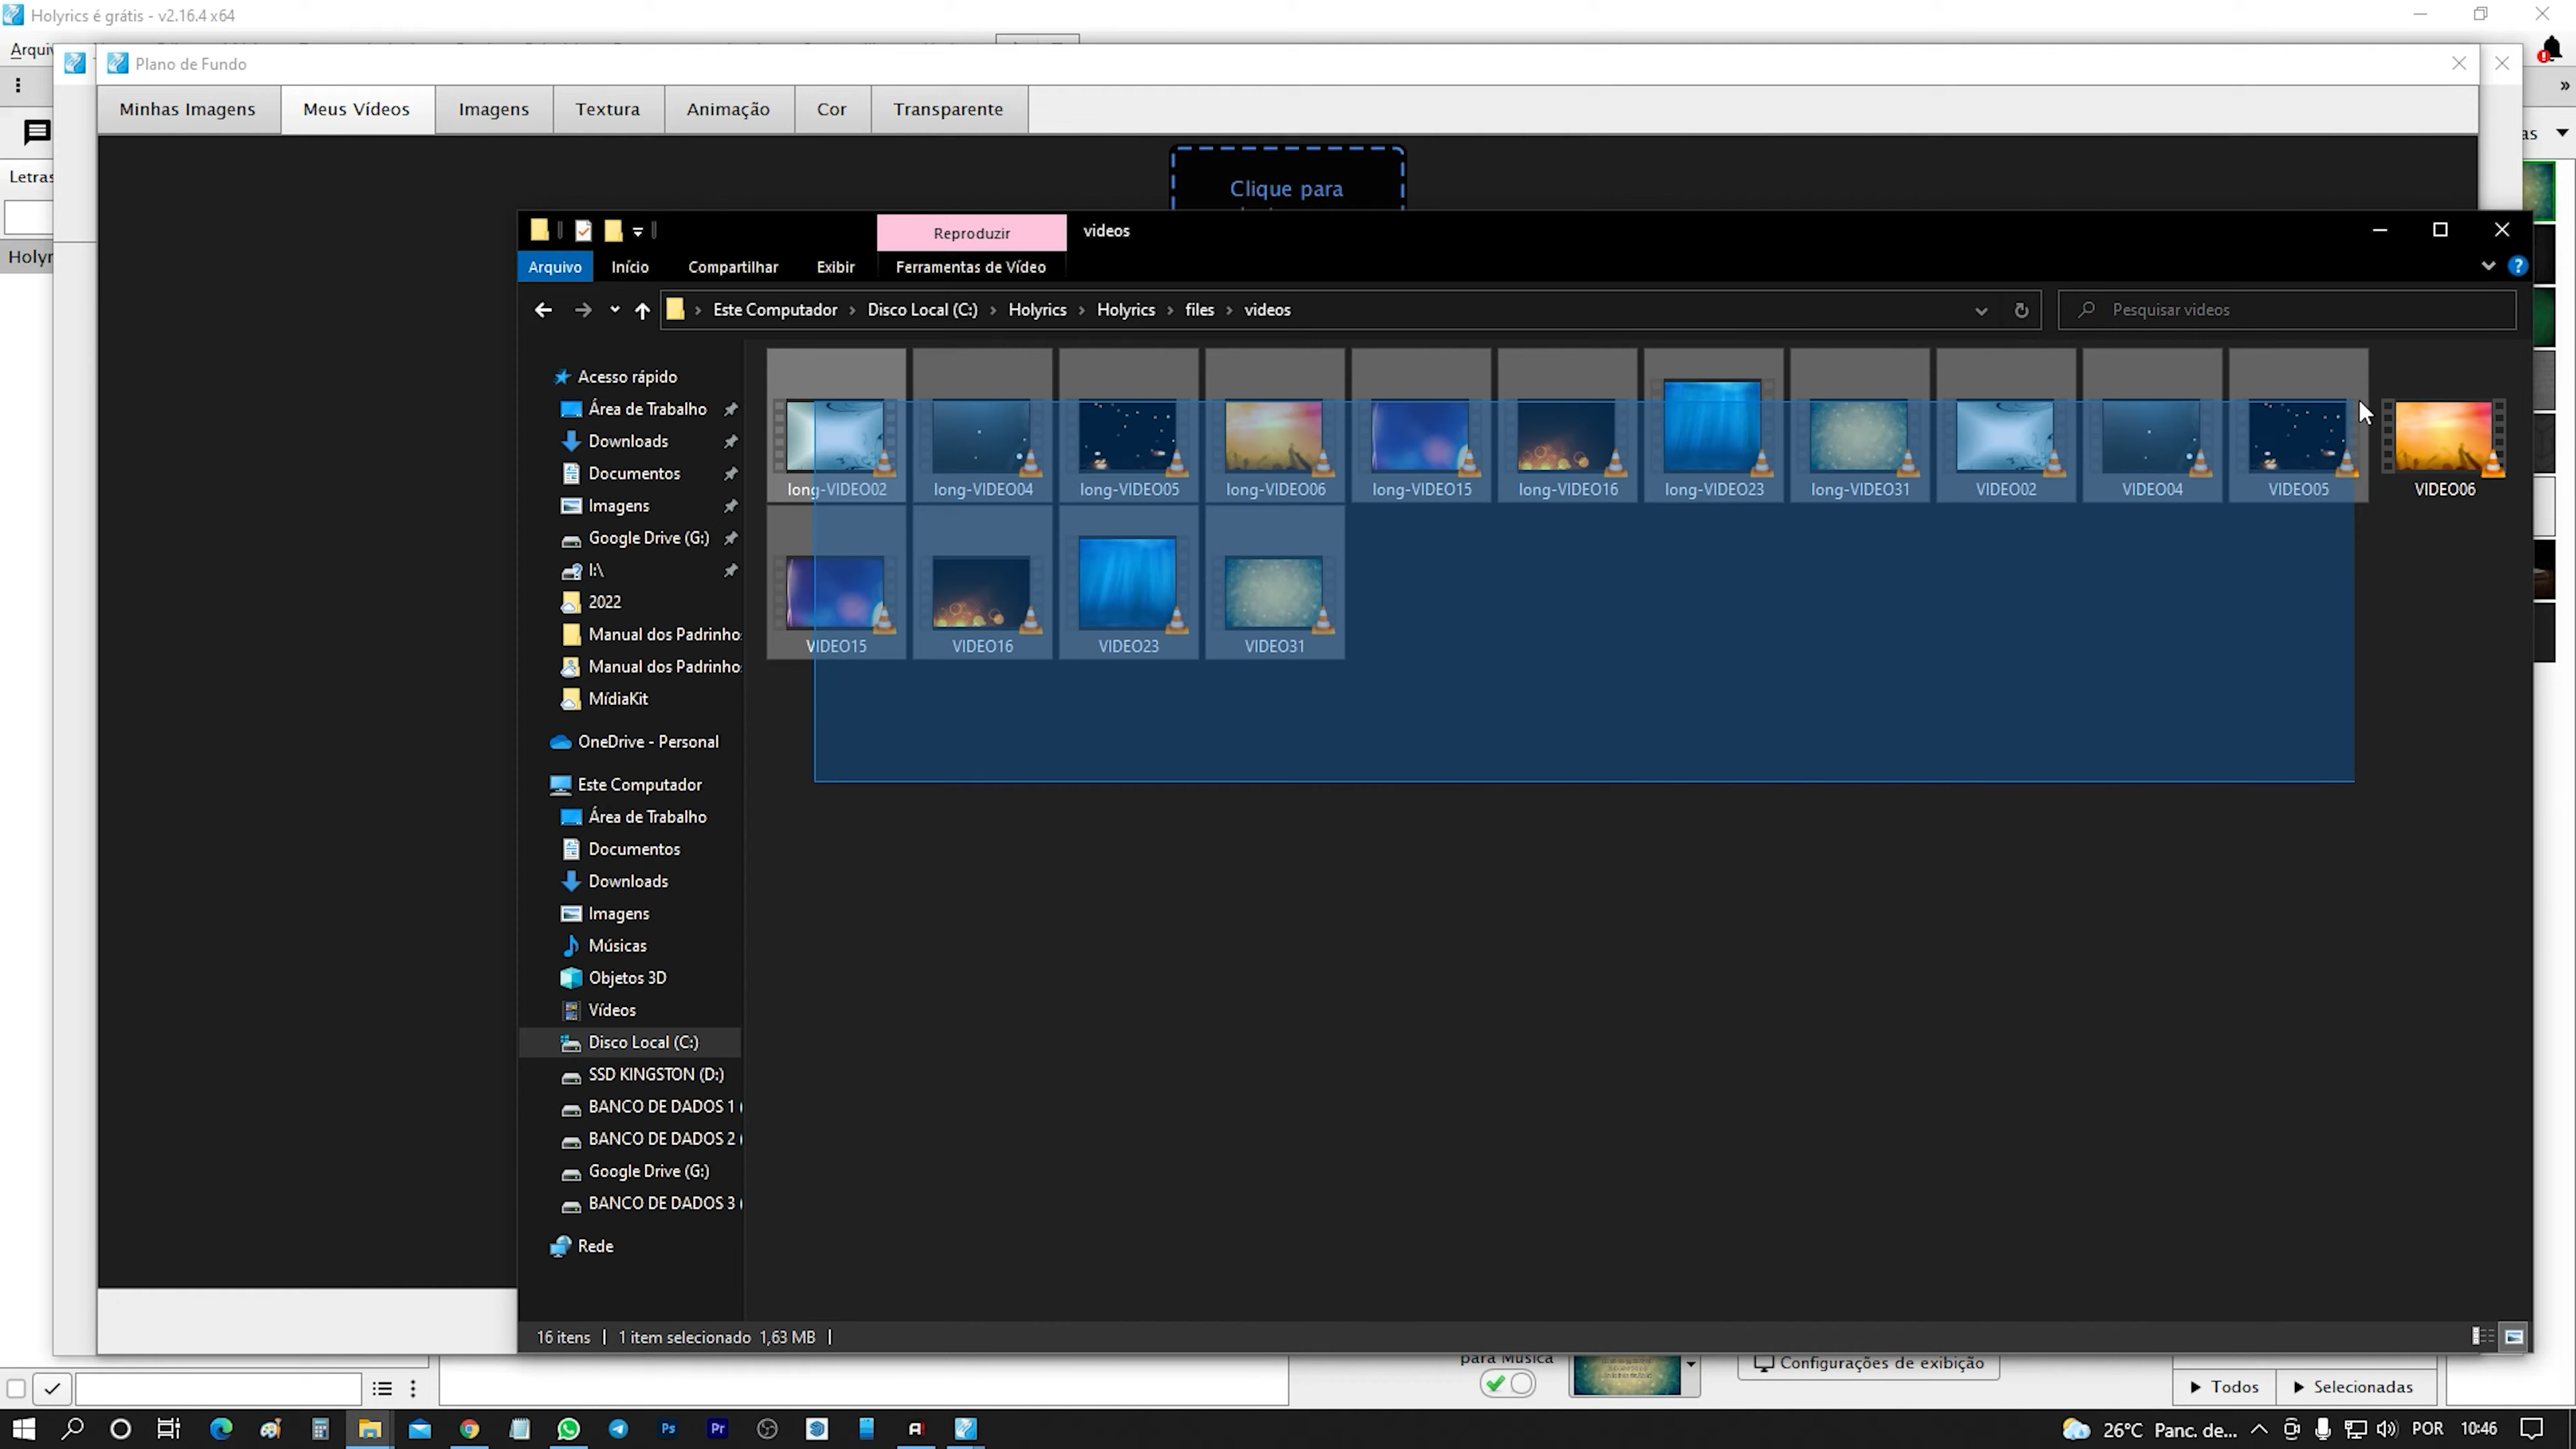 Holyrics é grátis - v2.16.4 x64
Arquiv
Plano de Fundo
Minhas Imagens
Meus Vídeos
Imagens
Textura
Animação
Cor
Transparente
as
Letras
Clique para
Holyr
Reproduzir
videos
Arquivo
Início
Compartilhar
Exibir
Ferramentas de Vídeo
Este Computador
Disco Local (C:)
Holyrics
Holyrics
files
videos
Pesquisar videos
Acesso rápido
Área de Trabalho
Downloads
Documentos
Imagens
Google Drive (G:)
I:\
2022
Manual dos Padrinho
Manual dos Padrinho
MídiaKit
OneDrive - Personal
Este Computador
Área de Trabalho
Documentos
Downloads
Imagens
Músicas
Objetos 3D
Vídeos
Disco Local (C:)
SSD KINGSTON (D:)
BANCO DE DADOS 1 (
BANCO DE DADOS 2 (
Google Drive (G:)
BANCO DE DADOS 3 (
Rede
long-VIDEO02
long-VIDEO04
long-VIDEO05
long-VIDEO06
long-VIDEO15
long-VIDEO16
long-VIDEO23
long-VIDEO31
VIDEO02
VIDEO04
VIDEO05
VIDEO06
VIDEO15
VIDEO16
VIDEO23
VIDEO31
16 itens
1 item selecionado 1,63 MB
para Música
Configurações de exibição
Todos
Selecionadas
Ps
Pr
26°C Panc. de...
POR
10:46